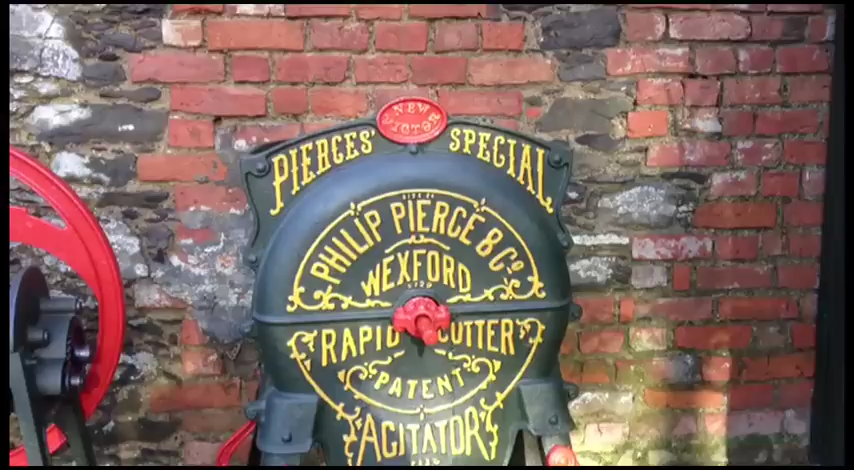 NEW
VICTOR
PIERCES' SPECIAL
PHILIP PIERCE & Co.
WEXFORD
RAPID CUTTER
PATENT
AGITATOR